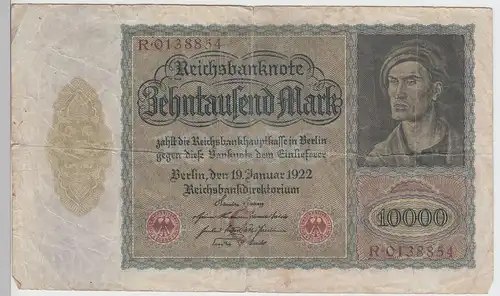 R·0138854
Reichsbanknote
Zehntausend Mark
zahlt die Reichsbankhauptkasse in Berlin
gegen diese Banknote dem Einlieferer
Berlin, den 19. Januar 1922
Reichsbankdirektorium
10000
R·0138854